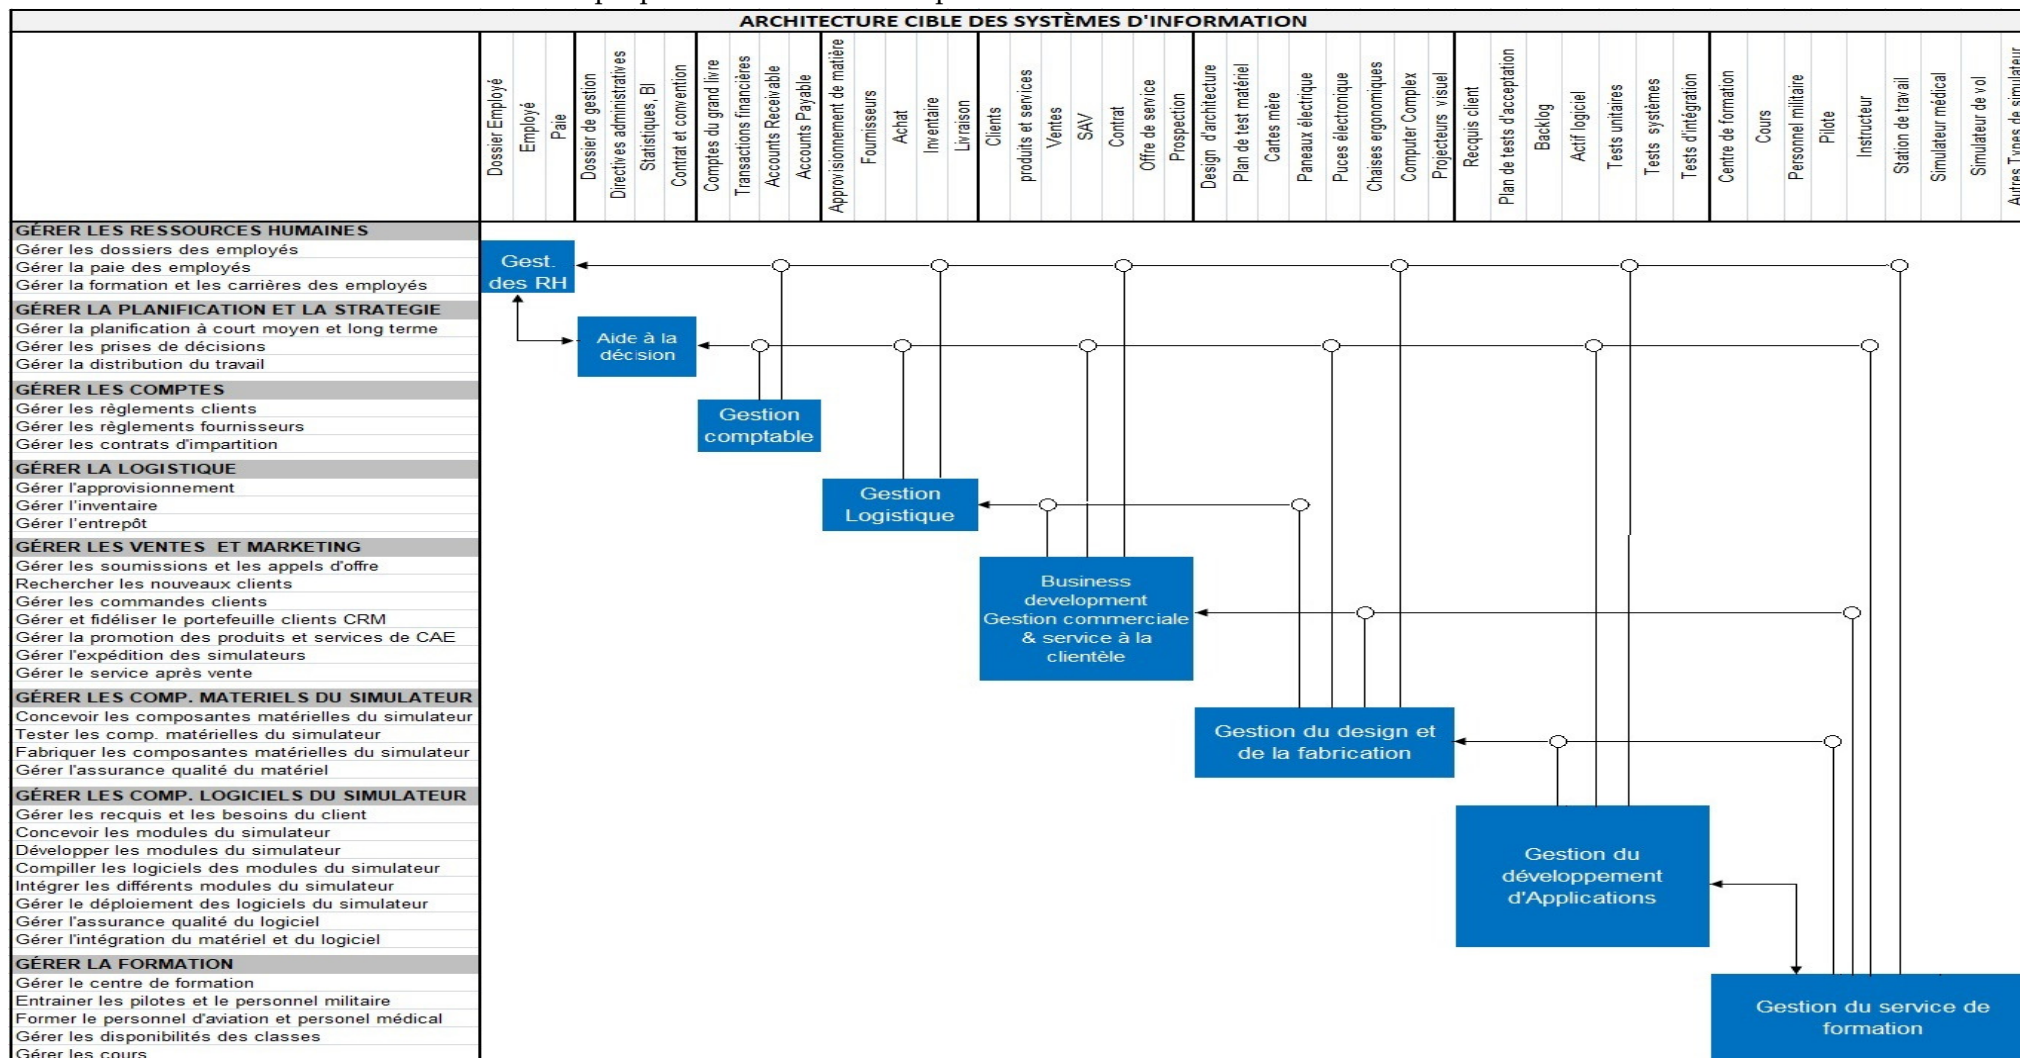 ARCHITECTURE CIBLE DES SYSTÈMES D'INFORMATION
Dossier Employé
Employé
Paie
Dossier de gestion
Directives administratives
Statistiques, BI
Contrat et convention
Comptes du grand livre
Transactions financières
Accounts Receivable
Accounts Payable
Approvisionnement de matière
Fournisseurs
Achat
Inventaire
Livraison
Clients
produits et services
Ventes
SAV
Contrat
Offre de service
Prospection
Design d'architecture
Plan de test matériel
Cartes mère
Paneaux électrique
Puces électronique
Chaises ergonomiques
Computer Complex
Projecteurs visuel
Recquis client
Plan de tests d'acceptation
Backlog
Actif logiciel
Tests unitaires
Tests systèmes
Tests d'intégration
Centre de formation
Cours
Personnel militaire
Pilote
Instructeur
Station de travail
Simulateur médical
Simulateur de vol
Autres Types de simulateur
GÉRER LES RESSOURCES HUMAINES
Gérer les dossiers des employés
Gérer la paie des employés
Gérer la formation et les carrières des employés
GÉRER LA PLANIFICATION ET LA STRATEGIE
Gérer la planification à court moyen et long terme
Gérer les prises de décisions
Gérer la distribution du travail
GÉRER LES COMPTES
Gérer les règlements clients
Gérer les règlements fournisseurs
Gérer les contrats d'impartition
GÉRER LA LOGISTIQUE
Gérer l'approvisionnement
Gérer l'inventaire
Gérer l'entrepôt
GÉRER LES VENTES ET MARKETING
Gérer les soumissions et les appels d'offre
Rechercher les nouveaux clients
Gérer les commandes clients
Gérer et fidéliser le portefeuille clients CRM
Gérer la promotion des produits et services de CAE
Gérer l'expédition des simulateurs
Gérer le service après vente
GÉRER LES COMP. MATERIELS DU SIMULATEUR
Concevoir les composantes matérielles du simulateur
Tester les comp. matérielles du simulateur
Fabriquer les composantes matérielles du simulateur
Gérer l'assurance qualité du matériel
GÉRER LES COMP. LOGICIELS DU SIMULATEUR
Gérer les recquis et les besoins du client
Concevoir les modules du simulateur
Développer les modules du simulateur
Compiller les logiciels des modules du simulateur
Intégrer les différents modules du simulateur
Gérer le déploiement des logiciels du simulateur
Gérer l'assurance qualité du logiciel
Gérer l'intégration du matériel et du logiciel
GÉRER LA FORMATION
Gérer le centre de formation
Entrainer les pilotes et le personnel militaire
Former le personnel d'aviation et personel médical
Gérer les disponibilités des classes
Gérer les cours
Gest.
des RH
Aide à la
décision
Gestion
comptable
Gestion
Logistique
Business
development
Gestion commerciale
& service à la
clientèle
Gestion du design et
de la fabrication
Gestion du
développement
d'Applications
Gestion du service de
formation